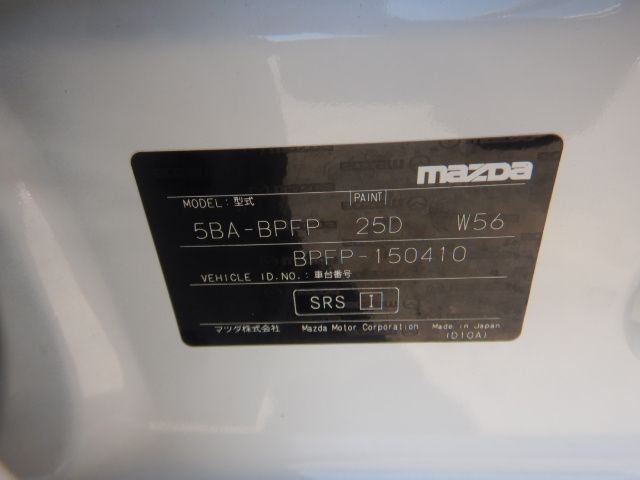 mazda
MODEL:型式 PAINT
5BA-BPFP 25D W56
BPFP-150410
VEHICLE ID.NO.:車台番号
SRS I
マツダ株式会社 Mazda Motor Corporation Made in Japan
(D10A)